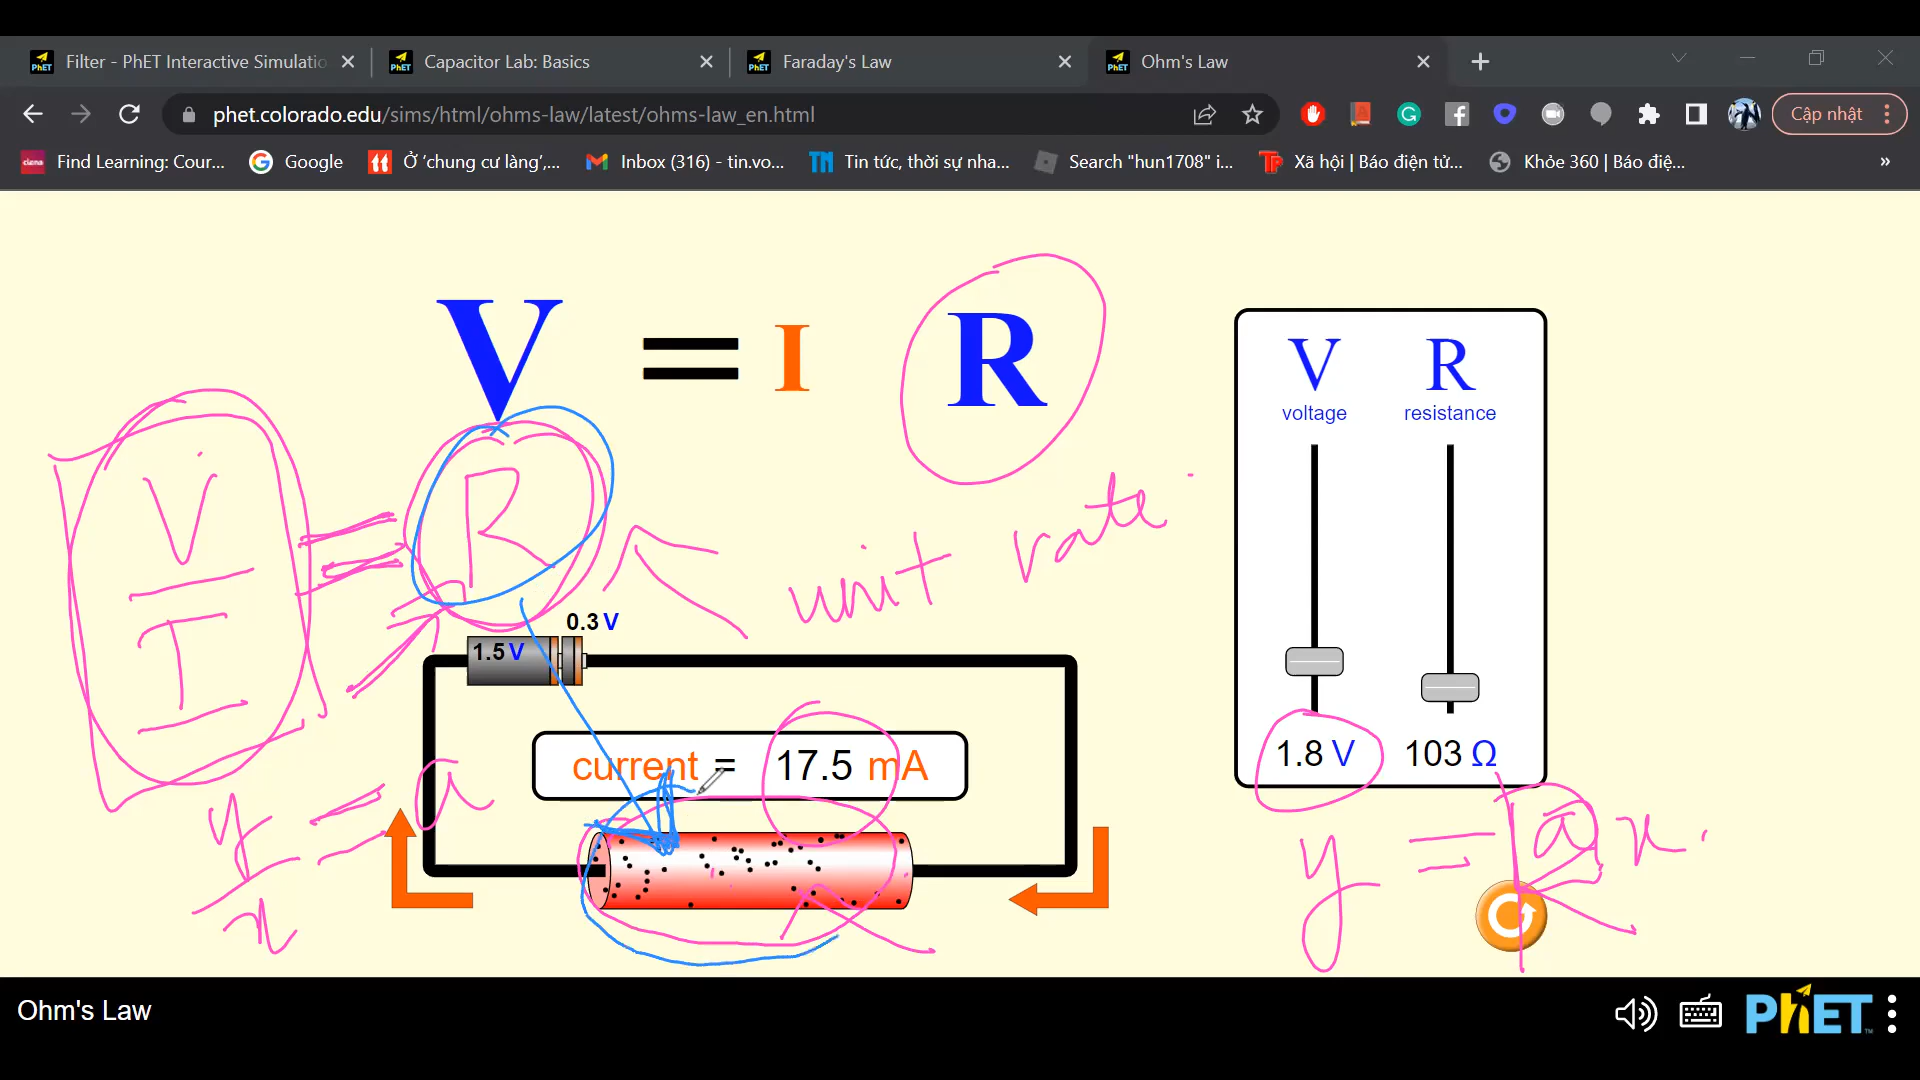 Filter - PhET Interactive Simulatio
Capacitor Lab: Basics
Faraday's Law
Ohm's Law
phet.colorado.edu/sims/html/ohms-law/latest/ohms-law_en.html
Cập nhật
ciena Find Learning: Cour...
Google
Ở 'chung cư làng',...
Inbox (316) - tin.vo...
TN Tin tức, thời sự nha...
Search "hun1708" i...
TP Xã hội | Báo điện tử...
Khỏe 360 | Báo điệ...
»
V = I R
V R
voltage resistance
V/I = R
unit rate
0.3 V
1.5 V
current = 17.5 mA
1.8 V 103 Ω
y/x = a
y = ax
Ohm's Law
PhET